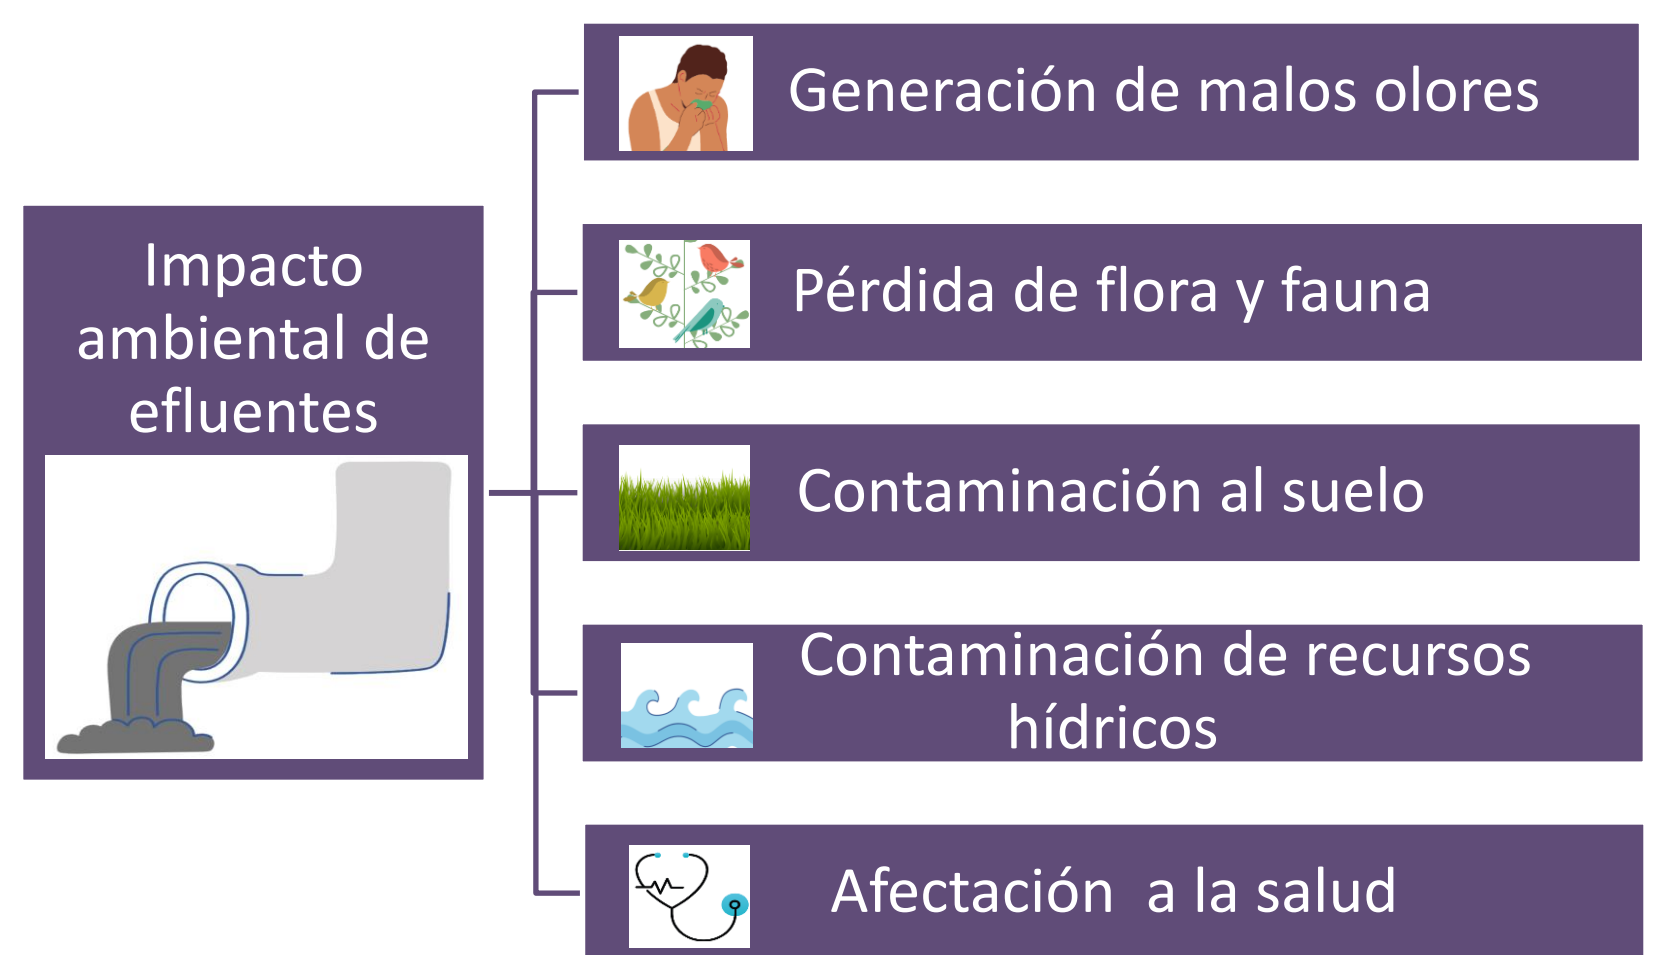 Impacto
ambiental de
efluentes
Generación de malos olores
Pérdida de flora y fauna
Contaminación al suelo
Contaminación de recursos
hídricos
Afectación  a la salud